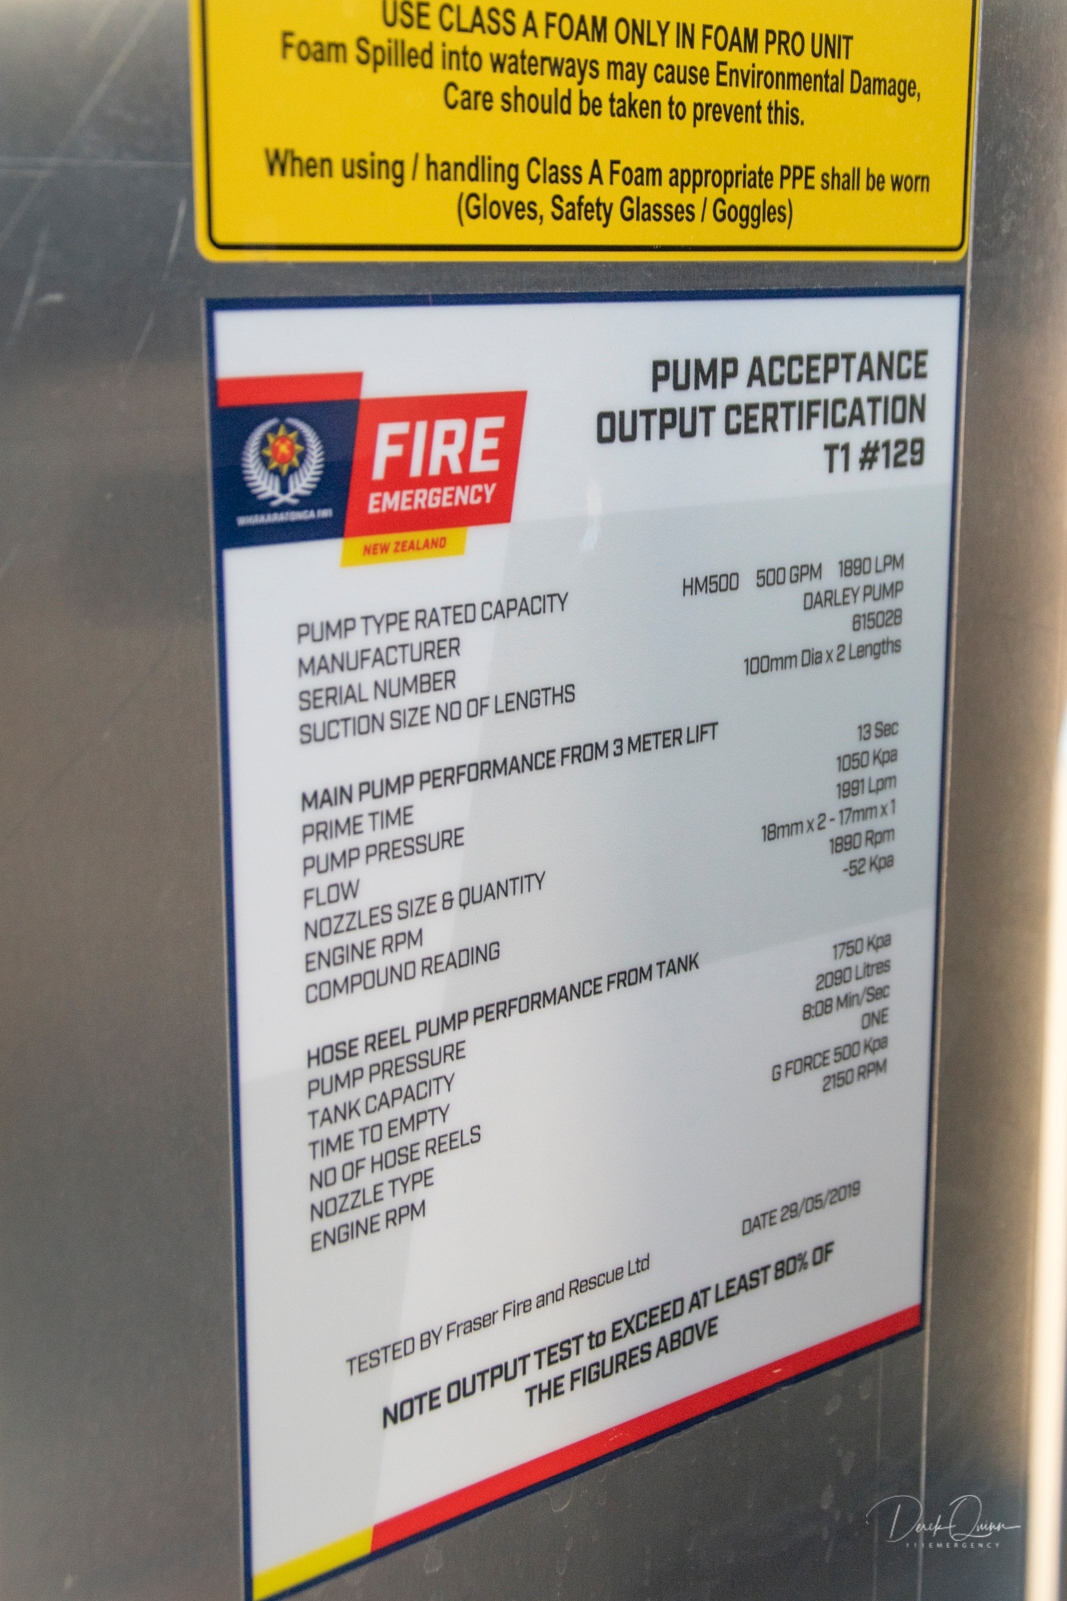 USE CLASS A FOAM ONLY IN FOAM PRO UNIT
Foam Spilled into waterways may cause Environmental Damage,
Care should be taken to prevent this.
When using / handling Class A Foam appropriate PPE shall be worn
(Gloves, Safety Glasses / Goggles)
PUMP ACCEPTANCE
OUTPUT CERTIFICATION
T1 #129
WHAKARATONGA IWI
FIRE
EMERGENCY
NEW ZEALAND
PUMP TYPE RATED CAPACITY HM500 500 GPM 1890 LPM
MANUFACTURER DARLEY PUMP
SERIAL NUMBER 615028
SUCTION SIZE NO OF LENGTHS 100mm Dia x 2 Lengths
MAIN PUMP PERFORMANCE FROM 3 METER LIFT
PRIME TIME 13 Sec
PUMP PRESSURE 1050 Kpa
FLOW 1991 Lpm
NOZZLES SIZE & QUANTITY 18mm x 2 - 17mm x 1
ENGINE RPM 1890 Rpm
COMPOUND READING -52 Kpa
HOSE REEL PUMP PERFORMANCE FROM TANK
PUMP PRESSURE 1750 Kpa
TANK CAPACITY 2090 Litres
TIME TO EMPTY 8:08 Min/Sec
NO OF HOSE REELS ONE
NOZZLE TYPE G FORCE 500 Kpa
ENGINE RPM 2150 RPM
TESTED BY Fraser Fire and Rescue Ltd DATE 29/05/2019
NOTE OUTPUT TEST to EXCEED AT LEAST 80% OF
THE FIGURES ABOVE
Derek Quinn
111EMERGENCY